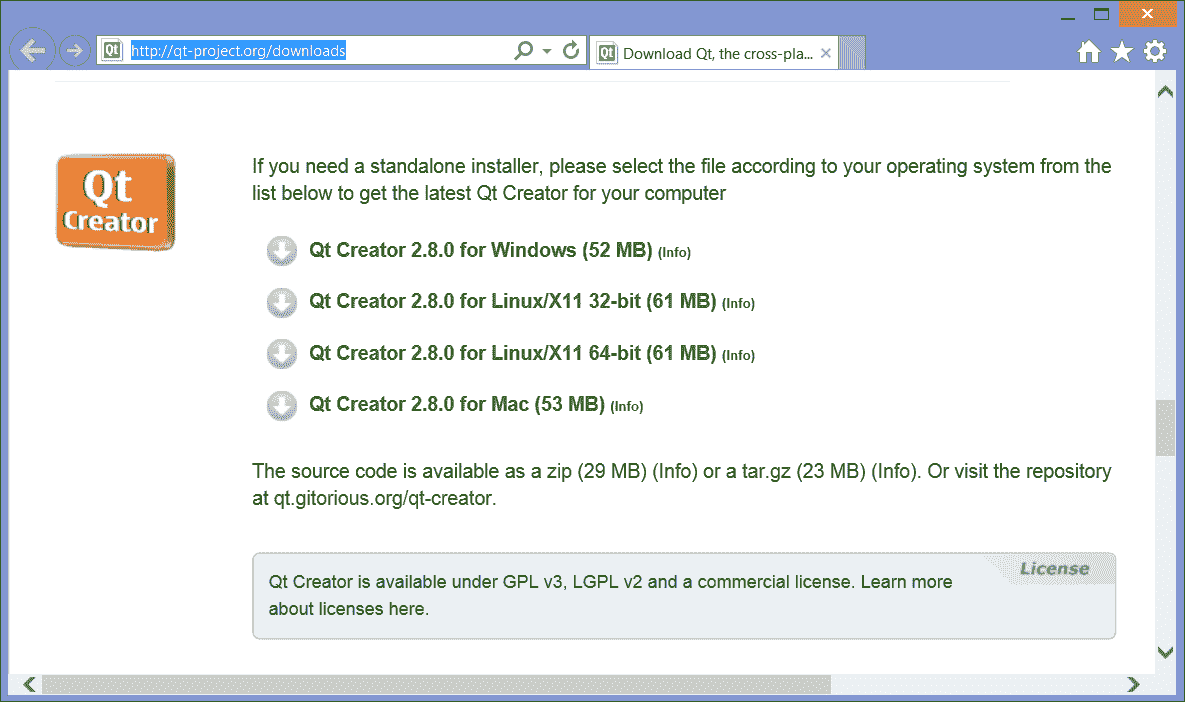 http://qt-project.org/downloads
Qt
Qt
Download Qt, the cross-pla...
Qt
Creator
If you need a standalone installer, please select the file according to your operating system from the
list below to get the latest Qt Creator for your computer
Qt Creator 2.8.0 for Windows (52 MB) (Info)
Qt Creator 2.8.0 for Linux/X11 32-bit (61 MB) (Info)
Qt Creator 2.8.0 for Linux/X11 64-bit (61 MB) (Info)
Qt Creator 2.8.0 for Mac (53 MB) (Info)
The source code is available as a zip (29 MB) (Info) or a tar.gz (23 MB) (Info). Or visit the repository
at qt.gitorious.org/qt-creator.
License
Qt Creator is available under GPL v3, LGPL v2 and a commercial license. Learn more
about licenses here.